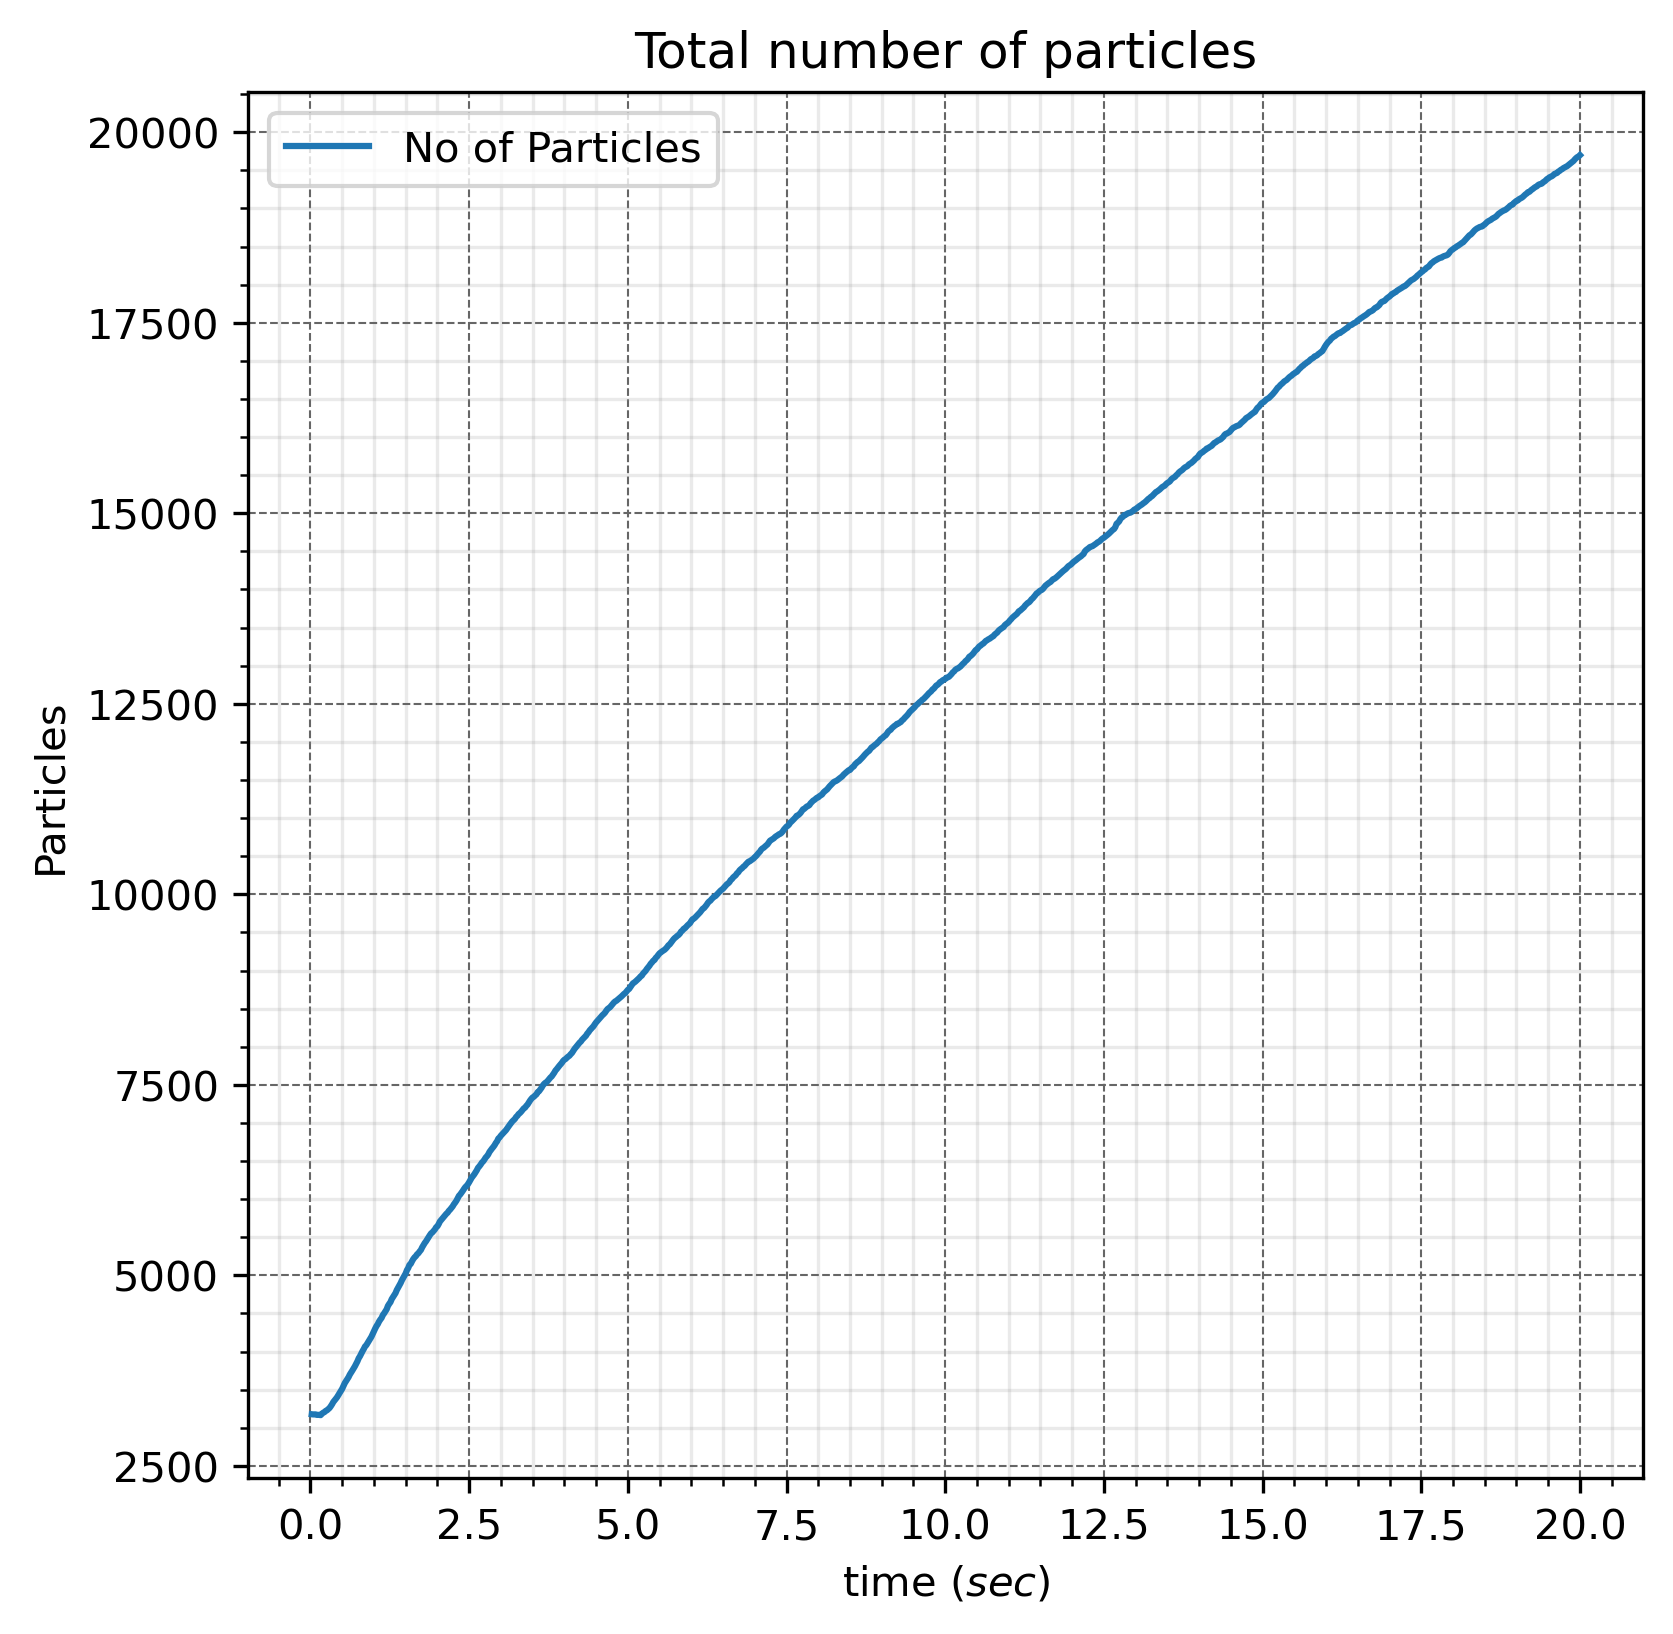 Total number of particles
No of Particles
20000
17500
15000
12500
10000
7500
5000
2500
Particles
0.0 2.5 5.0 7.5 10.0 12.5 15.0 17.5 20.0
time (sec)